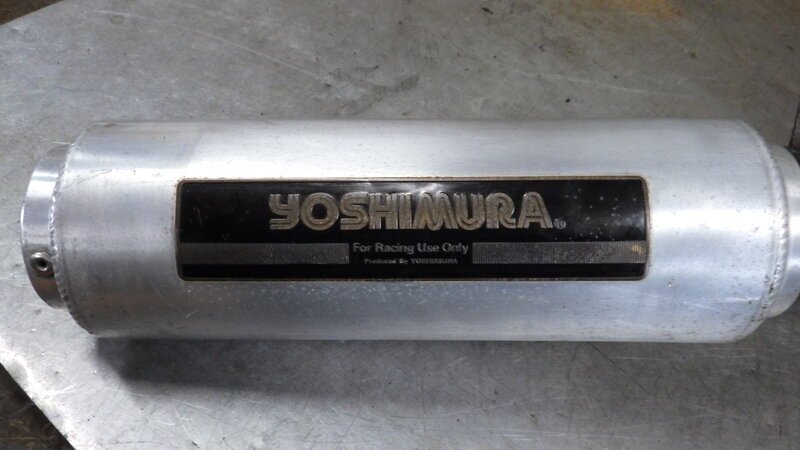 YOSHIMURA®
For Racing Use Only
Produced By YOSHIMURA